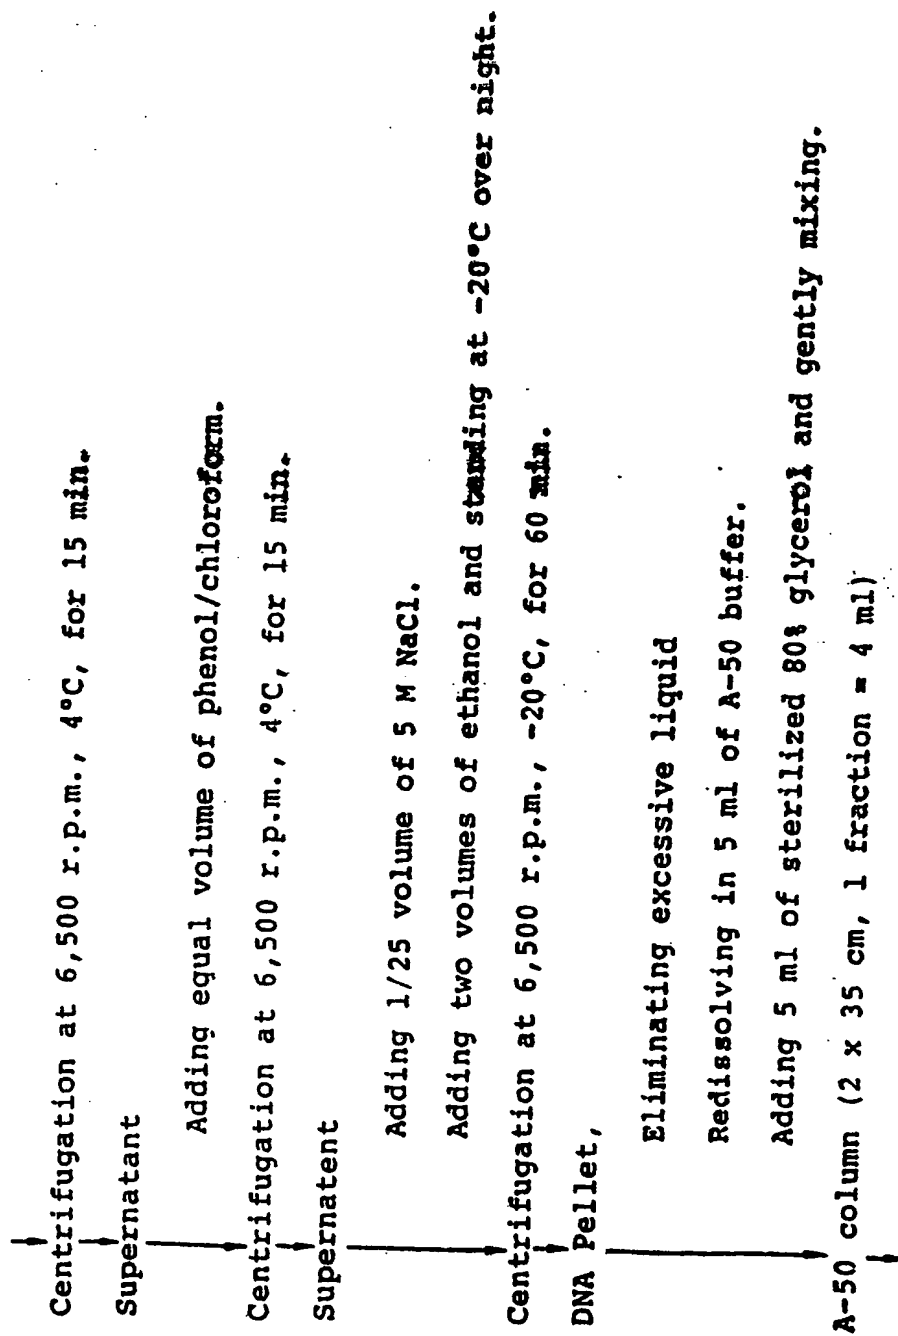 Centrifugation at 6,500 r.p.m., 4°C, for 15 min.
Supernatant
Adding equal volume of phenol/chloroform.
Centrifugation at 6,500 r.p.m., 4°C, for 15 min.
Supernatent
Adding 1/25 volume of 5 M NaCl.
Adding two volumes of ethanol and standing at -20°C over night.
Centrifugation at 6,500 r.p.m., -20°C, for 60 min.
DNA Pellet,
Eliminating excessive liquid
Redissolving in 5 ml of A-50 buffer.
Adding 5 ml of sterilized 80% glycerol and gently mixing.
A-50 column (2 x 35 cm, 1 fraction = 4 ml)